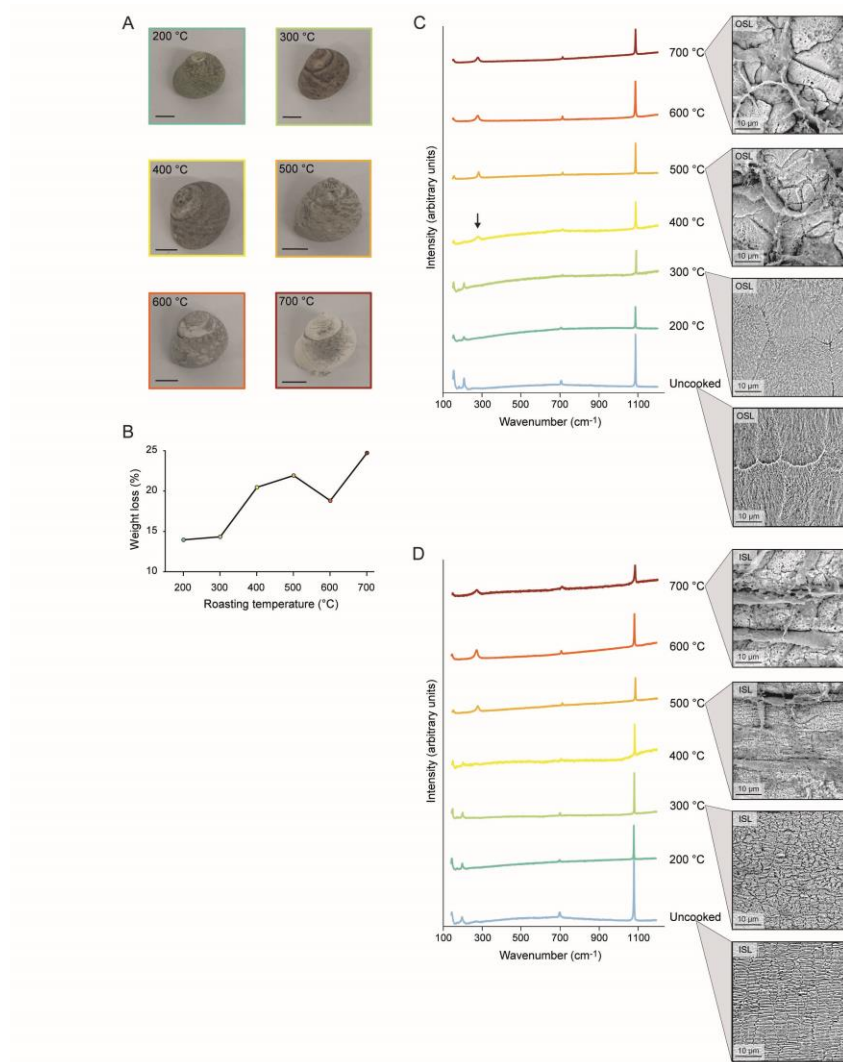 A
200 °C
300 °C
400 °C
500 °C
600 °C
700 °C
B
Weight loss (%)
25
20
14
10
200 300 400 500 600 700
Roasting temperature (°C)
C
Intensity (arbitrary units)
700 °C
600 °C
500 °C
400 °C
300 °C
200 °C
Uncooked
100 300 500 700 900 1100
Wavenumber (cm-1)
OSL
10 µm
OSL
10 µm
OSL
10 µm
OSL
10 µm
D
Intensity (arbitrary units)
700 °C
600 °C
500 °C
400 °C
300 °C
200 °C
Uncooked
100 300 500 700 900 1100
Wavenumber (cm-1)
ISL
10 µm
ISL
10 µm
ISL
10 µm
ISL
10 µm